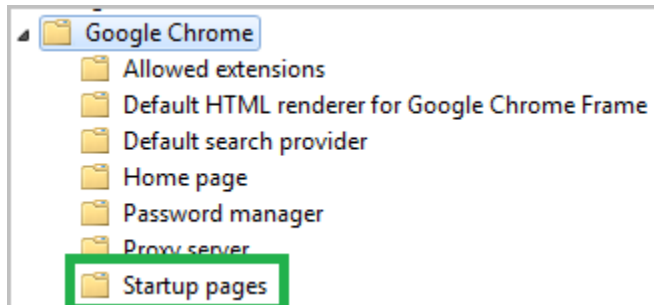 Google Chrome
Allowed extensions
Default HTML renderer for Google Chrome Frame
Default search provider
Home page
Password manager
Proxy server
Startup pages